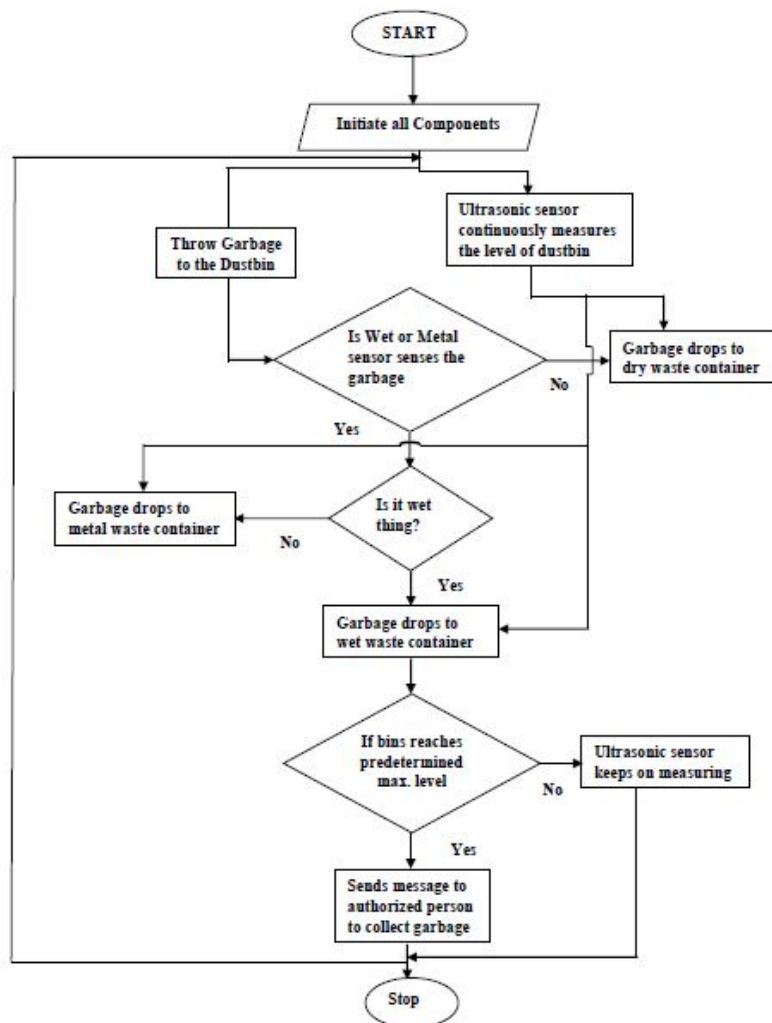 START
Initiate all Components
Throw Garbage
to the Dustbin
Ultrasonic sensor
continuously measures
the level of dustbin
Is Wet or Metal
sensor senses the
garbage
No
Garbage drops to
dry waste container
Yes
Garbage drops to
metal waste container
No
Is it wet
thing?
Yes
Garbage drops to
wet waste container
If bins reaches
predetermined
max. level
No
Ultrasonic sensor
keeps on measuring
Yes
Sends message to
authorized person
to collect garbage
Stop